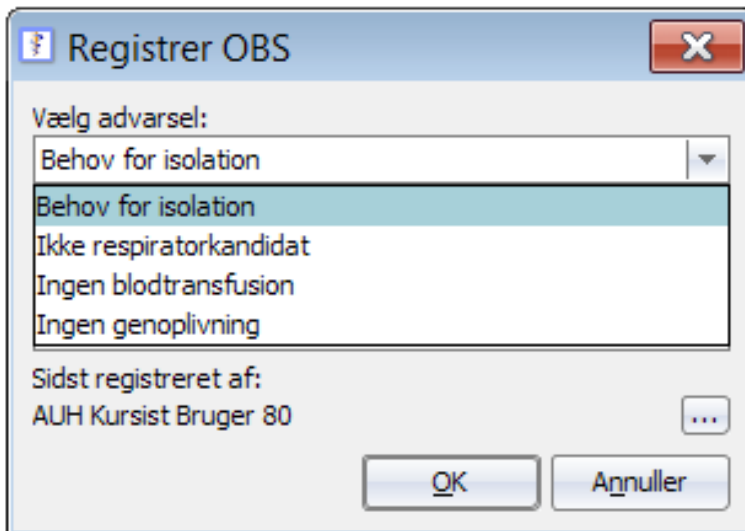 Registrer OBS
Vælg advarsel:
Behov for isolation
Behov for isolation
Ikke respiratorkandidat
Ingen blodtransfusion
Ingen genoplivning
Sidst registreret af:
AUH Kursist Bruger 80
...
OK Annuller